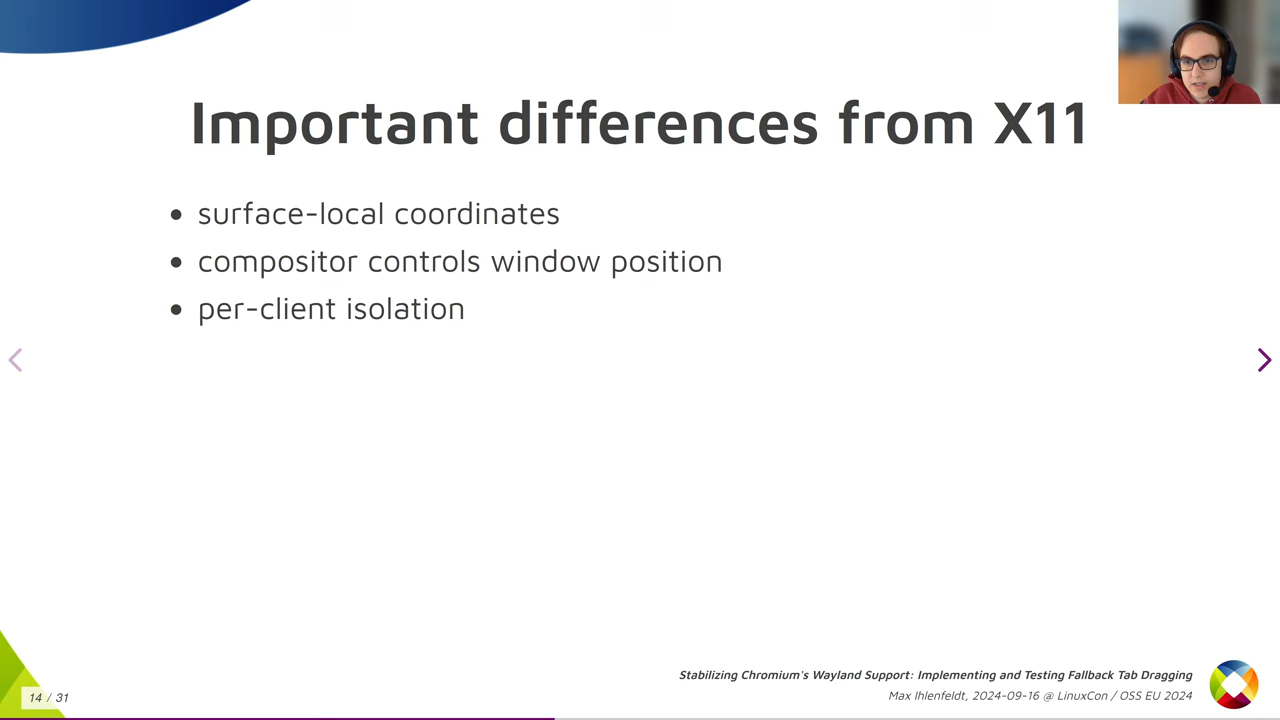 Important differences from X11
surface-local coordinates
compositor controls window position
per-client isolation
Stabilizing Chromium's Wayland Support: Implementing and Testing Fallback Tab Dragging
14 / 31
Max Ihlenfeldt, 2024-09-16 @ LinuxCon / OSS EU 2024